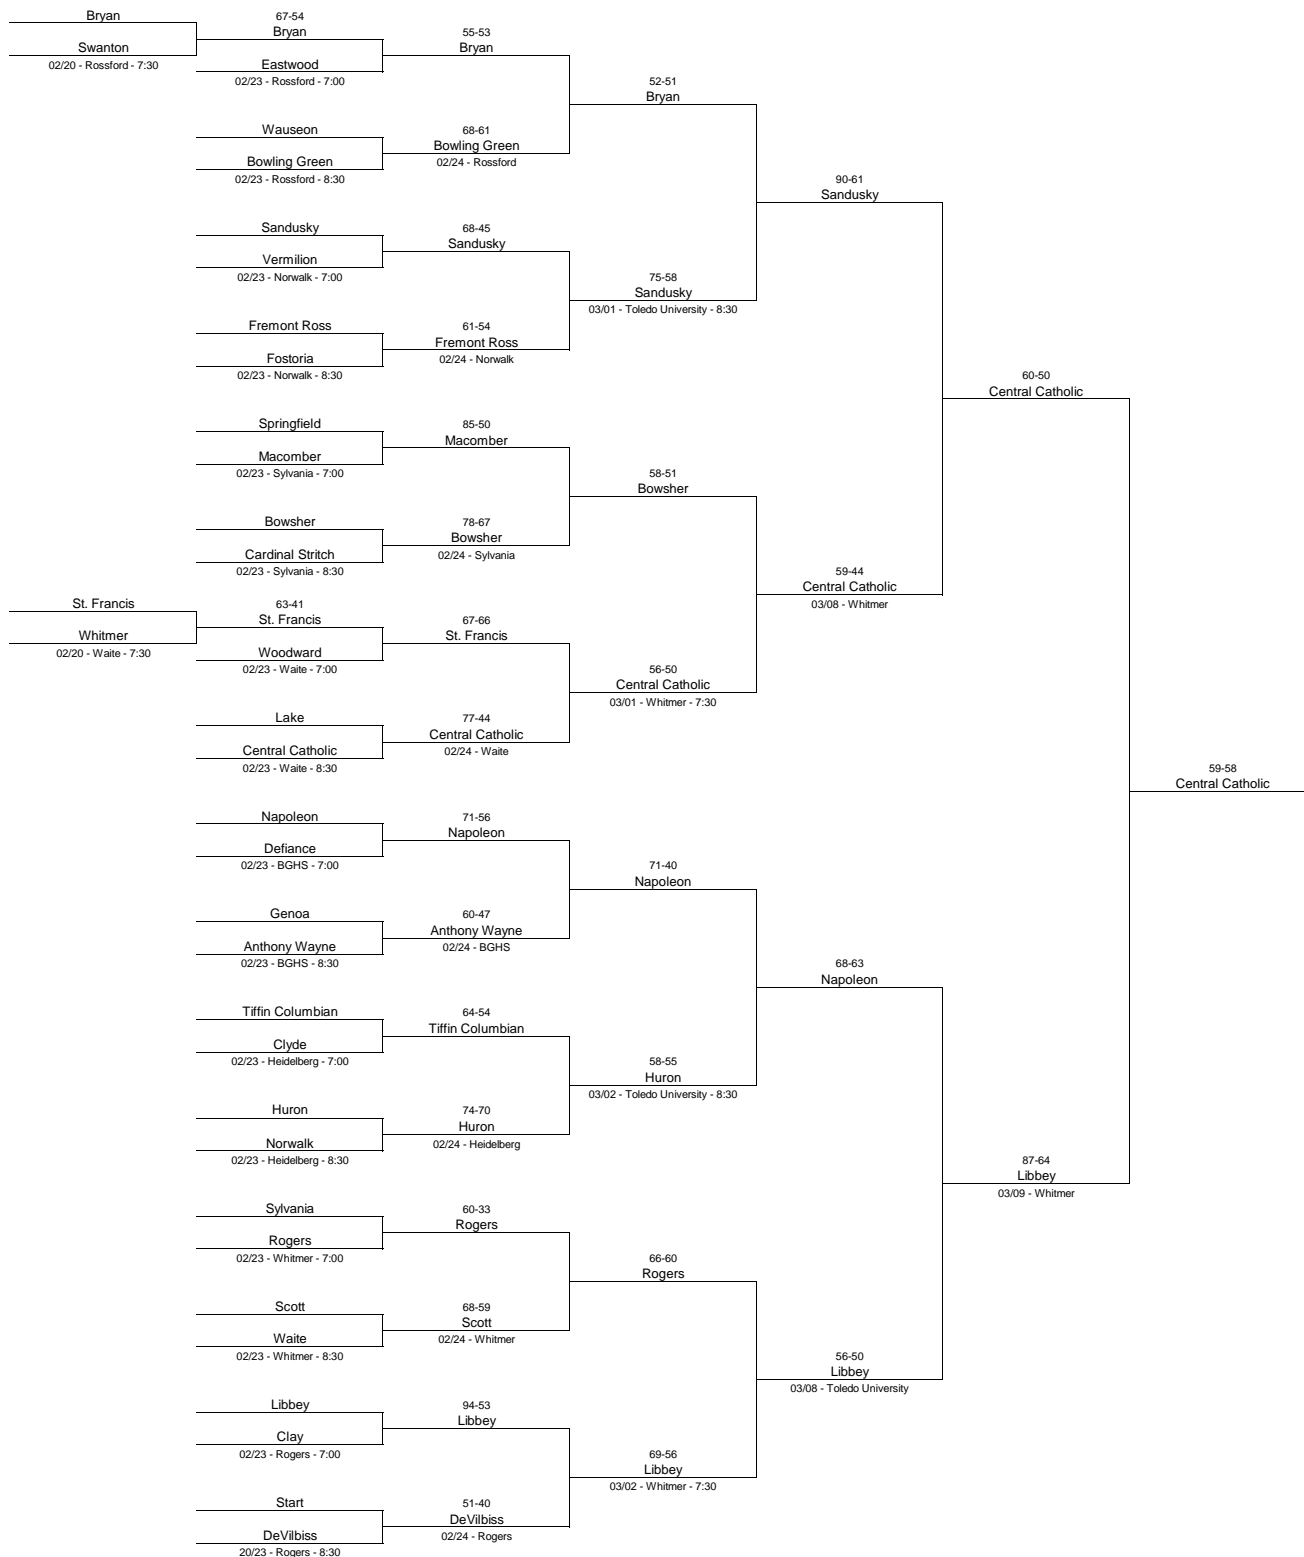 Bryan
Swanton
02/20 - Rossford - 7:30
67-54
Bryan
Eastwood
02/23 - Rossford - 7:00
55-53
Bryan
Wauseon
Bowling Green
02/23 - Rossford - 8:30
68-61
Bowling Green
02/24 - Rossford
52-51
Bryan
Sandusky
Vermilion
02/23 - Norwalk - 7:00
68-45
Sandusky
Fremont Ross
Fostoria
02/23 - Norwalk - 8:30
61-54
Fremont Ross
02/24 - Norwalk
75-58
Sandusky
03/01 - Toledo University - 8:30
90-61
Sandusky
Springfield
Macomber
02/23 - Sylvania - 7:00
85-50
Macomber
Bowsher
Cardinal Stritch
02/23 - Sylvania - 8:30
78-67
Bowsher
02/24 - Sylvania
58-51
Bowsher
St. Francis
Whitmer
02/20 - Waite - 7:30
63-41
St. Francis
Woodward
02/23 - Waite - 7:00
67-66
St. Francis
Lake
Central Catholic
02/23 - Waite - 8:30
77-44
Central Catholic
02/24 - Waite
56-50
Central Catholic
03/01 - Whitmer - 7:30
59-44
Central Catholic
03/08 - Whitmer
60-50
Central Catholic
Napoleon
Defiance
02/23 - BGHS - 7:00
71-56
Napoleon
Genoa
Anthony Wayne
02/23 - BGHS - 8:30
60-47
Anthony Wayne
02/24 - BGHS
71-40
Napoleon
Tiffin Columbian
Clyde
02/23 - Heidelberg - 7:00
64-54
Tiffin Columbian
Huron
Norwalk
02/23 - Heidelberg - 8:30
74-70
Huron
02/24 - Heidelberg
58-55
Huron
03/02 - Toledo University - 8:30
68-63
Napoleon
Sylvania
Rogers
02/23 - Whitmer - 7:00
60-33
Rogers
Scott
Waite
02/23 - Whitmer - 8:30
68-59
Scott
02/24 - Whitmer
66-60
Rogers
Libbey
Clay
02/23 - Rogers - 7:00
94-53
Libbey
Start
DeVilbiss
20/23 - Rogers - 8:30
51-40
DeVilbiss
02/24 - Rogers
69-56
Libbey
03/02 - Whitmer - 7:30
56-50
Libbey
03/08 - Toledo University
87-64
Libbey
03/09 - Whitmer
59-58
Central Catholic